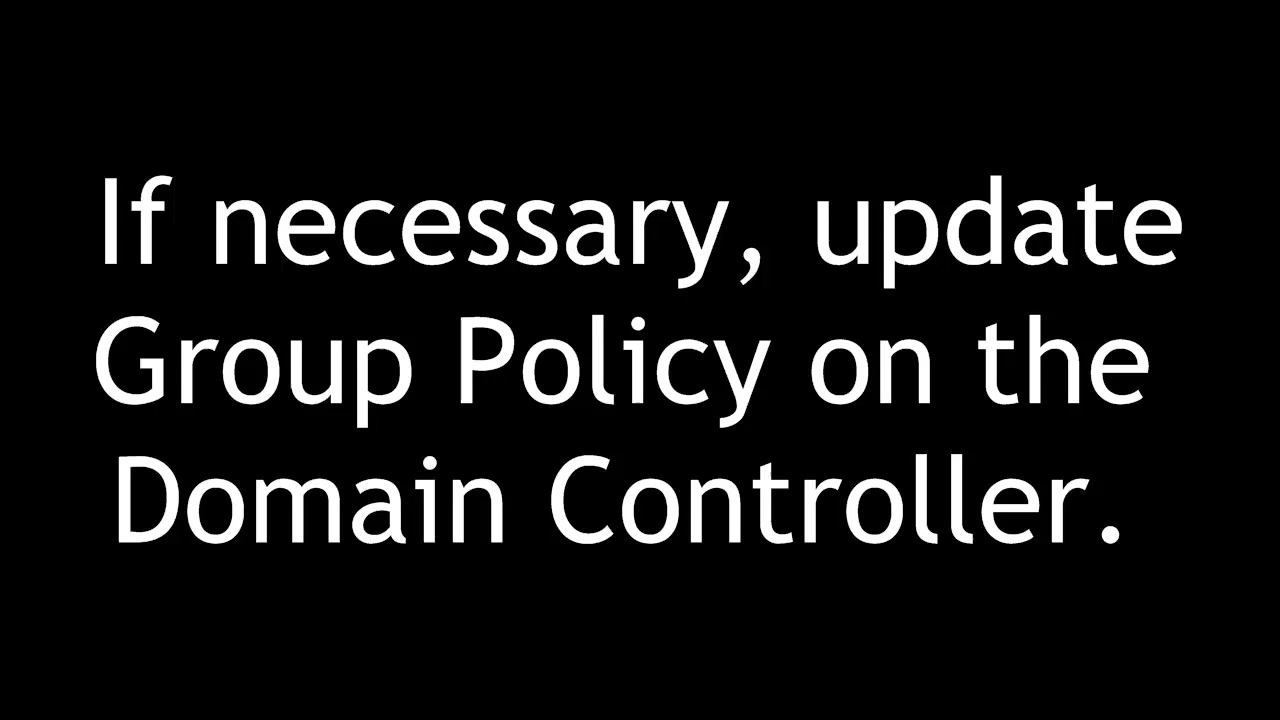 If necessary, update
Group Policy on the
Domain Controller.